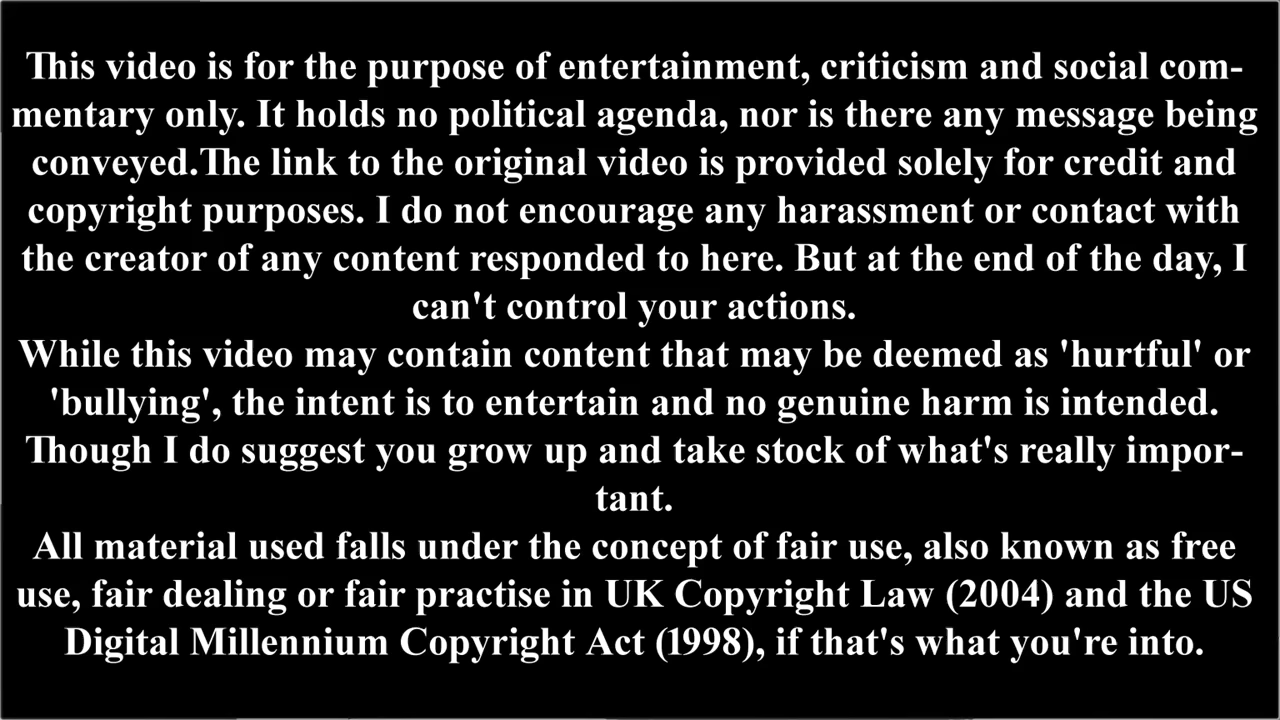 This video is for the purpose of entertainment, criticism and social com-
mentary only. It holds no political agenda, nor is there any message being
conveyed.The link to the original video is provided solely for credit and
copyright purposes. I do not encourage any harassment or contact with
the creator of any content responded to here. But at the end of the day, I
can't control your actions.
While this video may contain content that may be deemed as 'hurtful' or
'bullying', the intent is to entertain and no genuine harm is intended.
Though I do suggest you grow up and take stock of what's really impor-
tant.
All material used falls under the concept of fair use, also known as free
use, fair dealing or fair practise in UK Copyright Law (2004) and the US
Digital Millennium Copyright Act (1998), if that's what you're into.